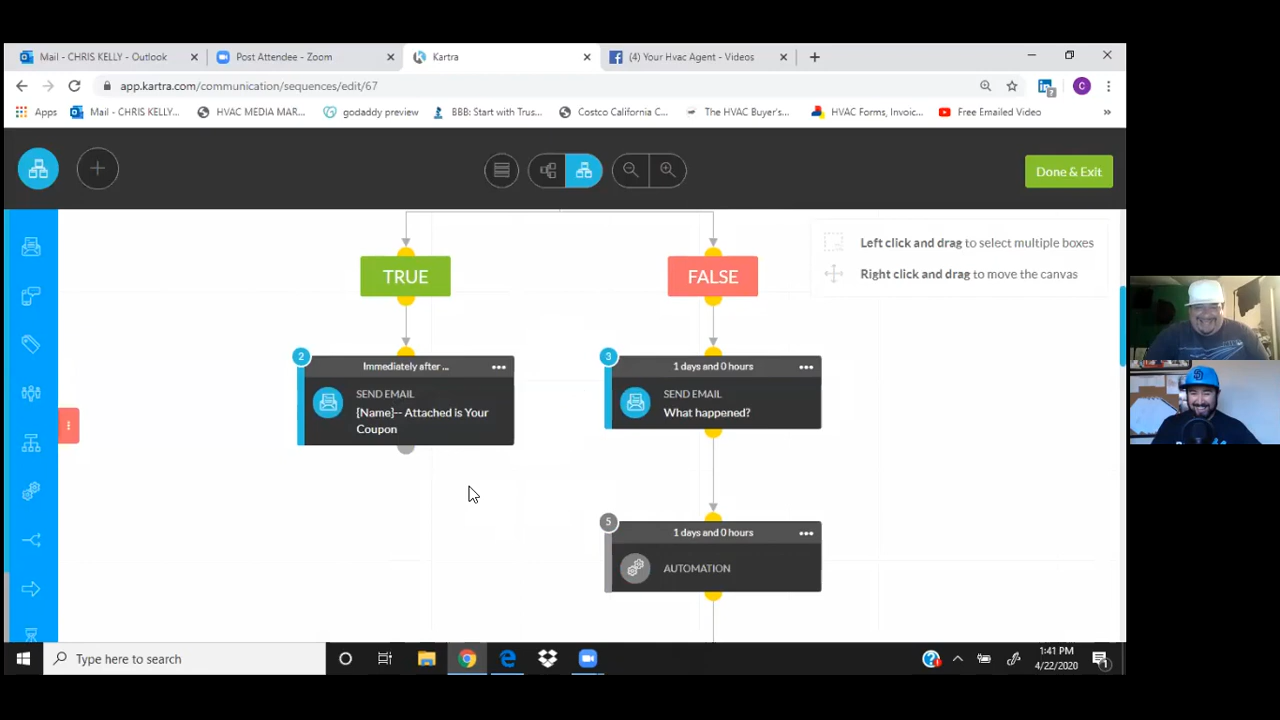 Mail - CHRIS KELLY - Outlook
Post Attendee - Zoom
Kartra
(4) Your Hvac Agent - Videos
app.kartra.com/communication/sequences/edit/67
Apps
Mail - CHRIS KELLY...
HVAC MEDIA MAR...
godaddy preview
BBB: Start with Trus...
Costco California C...
The HVAC Buyer's...
HVAC Forms, Invoic...
Free Emailed Video
Done & Exit
Left click and drag to select multiple boxes
Right click and drag to move the canvas
TRUE
FALSE
2
Immediately after ...
SEND EMAIL
{Name}-- Attached is Your
Coupon
3
1 days and 0 hours
SEND EMAIL
What happened?
5
1 days and 0 hours
AUTOMATION
Type here to search
1:41 PM
4/22/2020